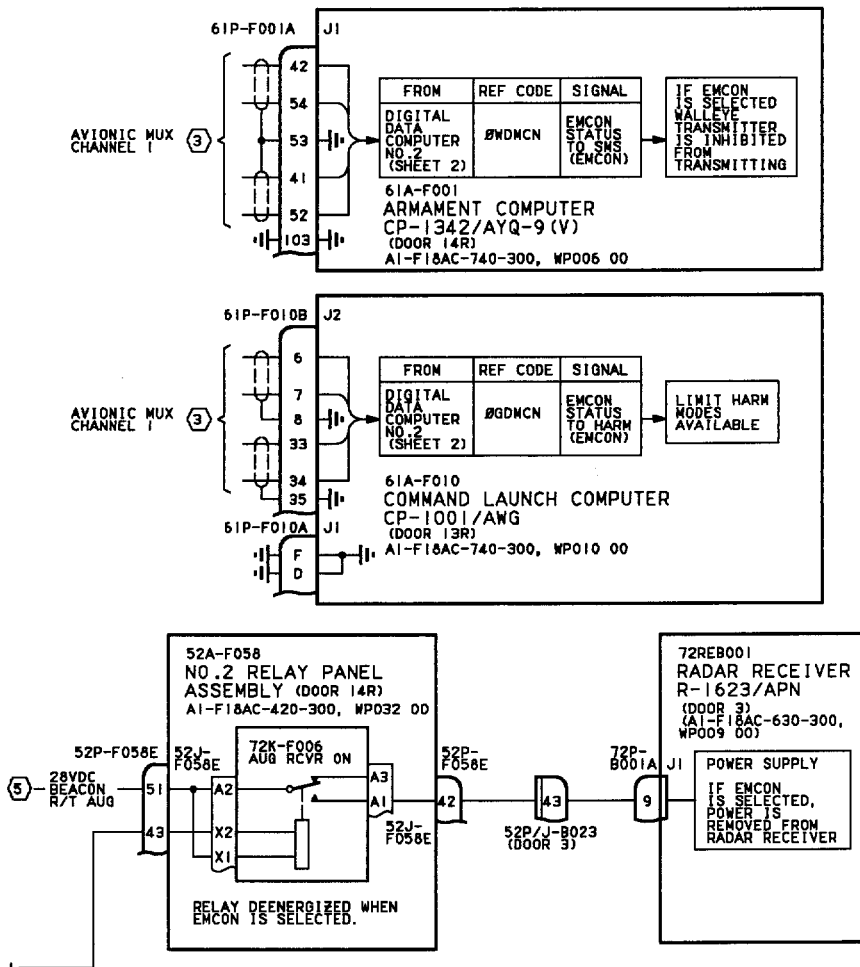 61P-F001A
J1
42
54
53
41
52
103
AVIONIC MUX
CHANNEL 1
3
FROM
REF CODE
SIGNAL
DIGITAL
DATA
COMPUTER
NO.2
(SHEET 2)
ØWDMCN
EMCON
STATUS
TO SMS
(EMCON)
IF EMCON
IS SELECTED
WALLEYE
TRANSMITTER
IS INHIBITED
FROM
TRANSMITTING
61A-F001
ARMAMENT COMPUTER
CP-1342/AYQ-9(V)
(DOOR 14R)
A1-F18AC-740-300, WP006 00
61P-F010B
J2
6
7
8
33
34
35
AVIONIC MUX
CHANNEL 1
3
FROM
REF CODE
SIGNAL
DIGITAL
DATA
COMPUTER
NO.2
(SHEET 2)
ØGDMCN
EMCON
STATUS
TO HARM
(EMCON)
LIMIT HARM
MODES
AVAILABLE
61A-F010
COMMAND LAUNCH COMPUTER
CP-1001/AWG
(DOOR 13R)
A1-F18AC-740-300, WP010 00
61P-F010A
J1
F
D
52A-F058
NO.2 RELAY PANEL
ASSEMBLY (DOOR 14R)
A1-F18AC-420-300, WP032 00
52P-F058E
52J-
F058E
72K-F006
AUG RCVR ON
5
28VDC
BEACON
R/T AUG
51
43
A2
X2
X1
A3
A1
52J-
F058E
52P-
F058E
42
43
52P/J-B023
(DOOR 3)
RELAY DEENERGIZED WHEN
EMCON IS SELECTED.
72REB001
RADAR RECEIVER
R-1623/APN
(DOOR 3)
(A1-F18AC-630-300,
WP009 00)
72P-
B001A
J1
9
POWER SUPPLY
IF EMCON
IS SELECTED,
POWER IS
REMOVED FROM
RADAR RECEIVER